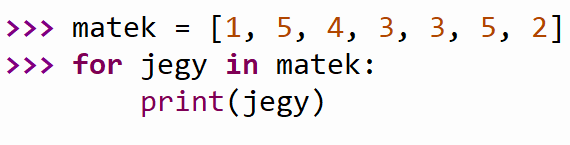 >>> matek = [1, 5, 4, 3, 3, 5, 2]
>>> for jegy in matek:
        print(jegy)